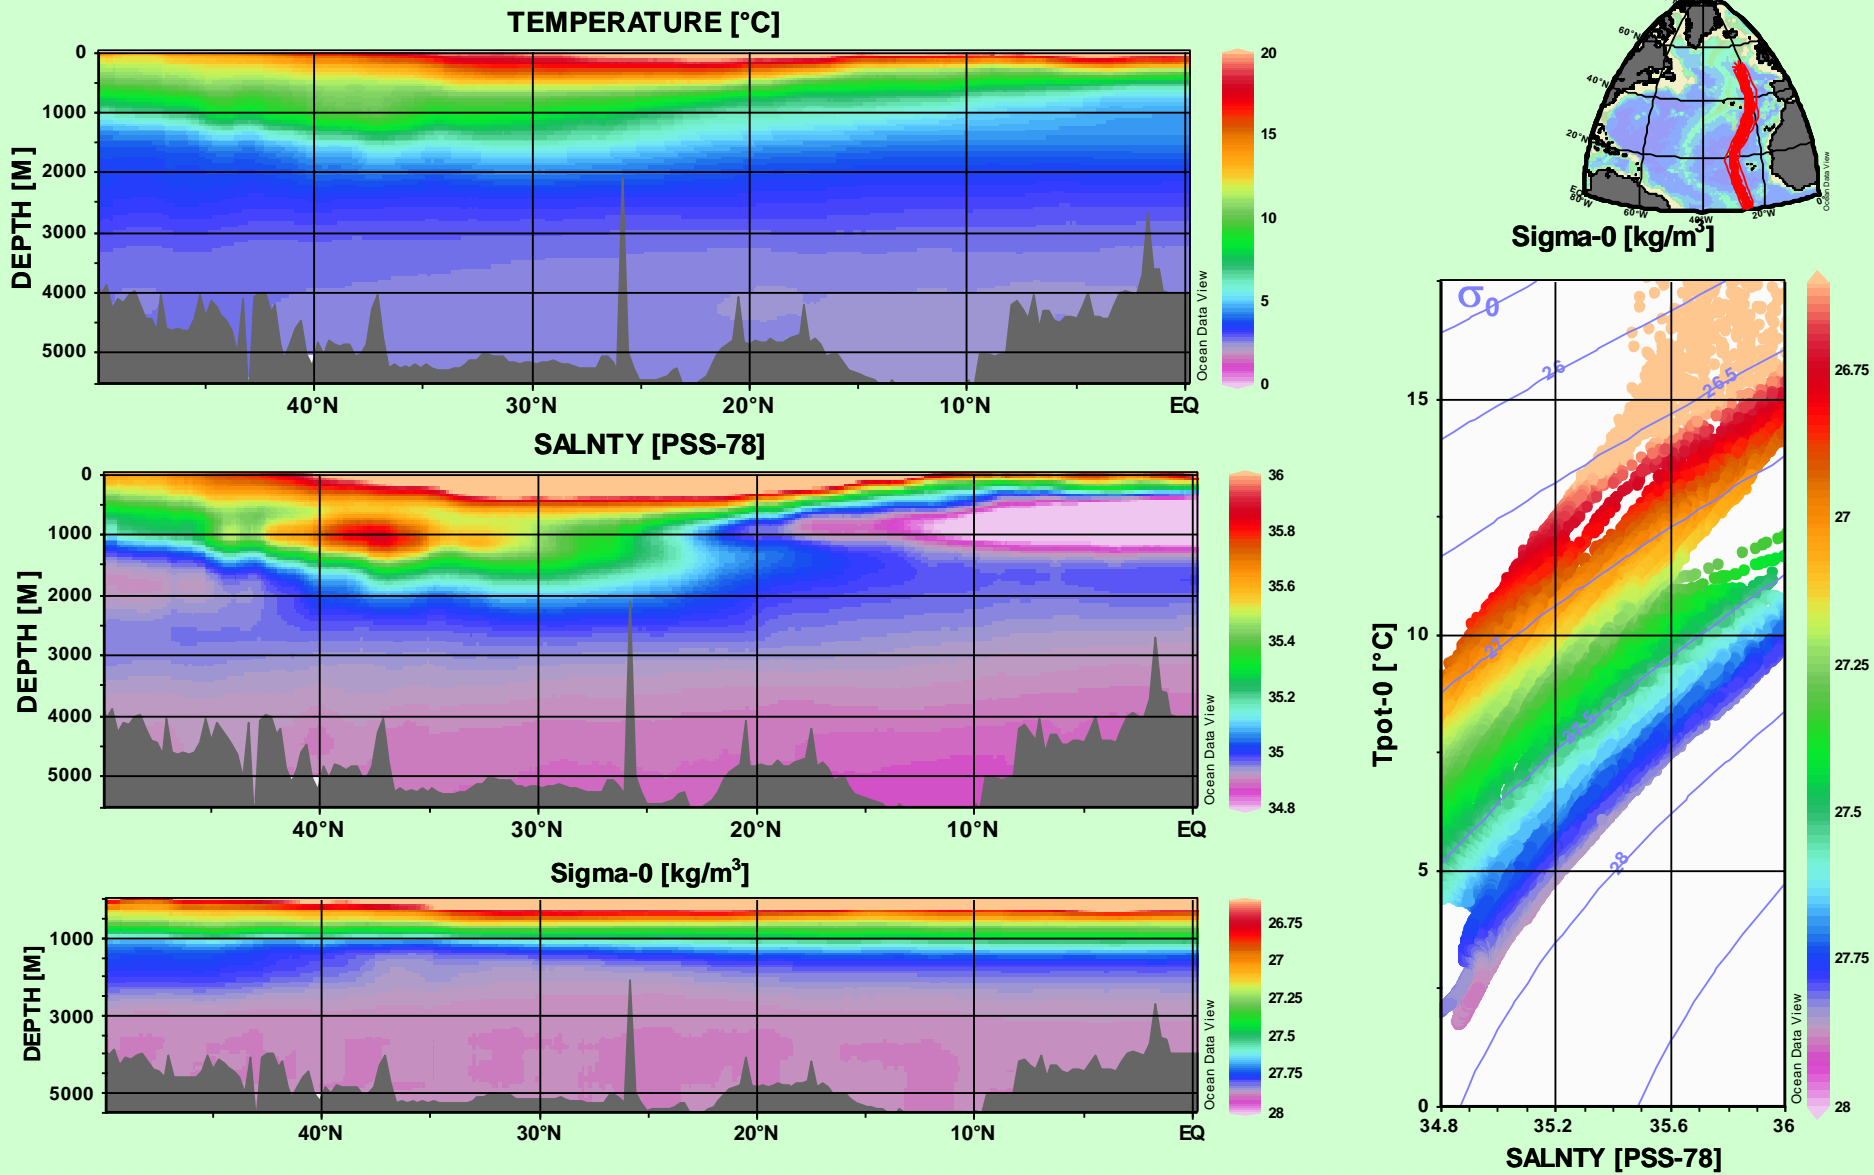 TEMPERATURE [°C]
0
1000
2000
3000
4000
5000
DEPTH [M]
40°N
30°N
20°N
10°N
EQ
Ocean Data View
20
15
10
5
0
SALNTY [PSS-78]
0
1000
2000
3000
4000
5000
DEPTH [M]
40°N
30°N
20°N
10°N
EQ
Ocean Data View
36
35.8
35.6
35.4
35.2
35
34.8
Sigma-0 [kg/m³]
1000
3000
5000
DEPTH [M]
40°N
30°N
20°N
10°N
EQ
Ocean Data View
26.75
27
27.25
27.5
27.75
28
60°N
40°N
20°N
EQ
80°W
60°W
40°W
20°W
0°
Ocean Data View
Sigma-0 [kg/m³]
σ0
26
26.5
27
27.5
28
15
10
5
0
Tpot-0 [°C]
34.8
35.2
35.6
36
SALNTY [PSS-78]
Ocean Data View
26.75
27
27.25
27.5
27.75
28